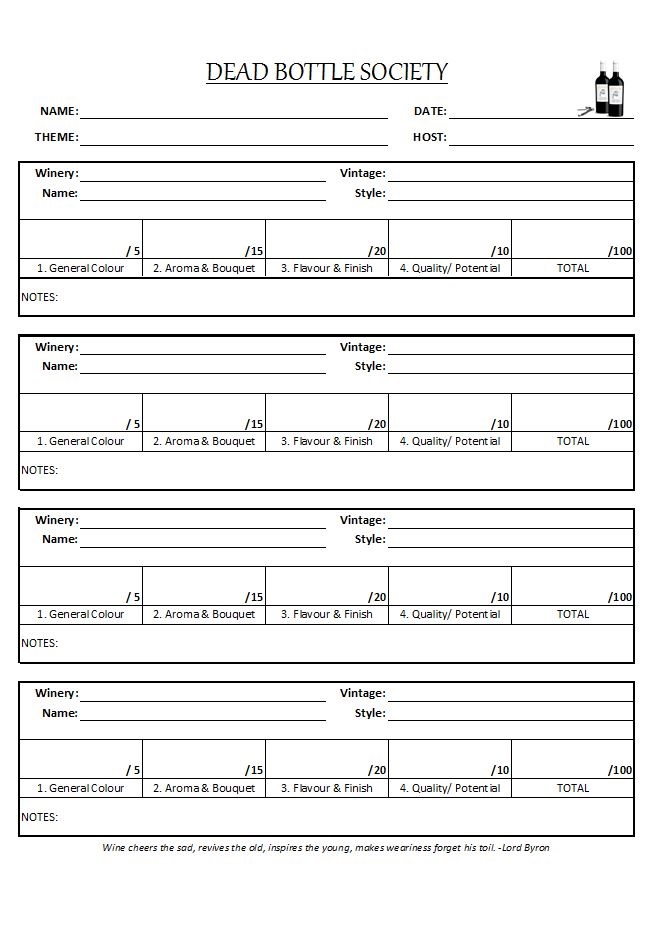 DEAD BOTTLE SOCIETY
NAME: DATE:
THEME: HOST:
Winery: Vintage:
Name: Style:
/ 5 /15 /20 /10 /100
1. General Colour 2. Aroma & Bouquet 3. Flavour & Finish 4. Quality/ Potential TOTAL
NOTES:
Winery: Vintage:
Name: Style:
/ 5 /15 /20 /10 /100
1. General Colour 2. Aroma & Bouquet 3. Flavour & Finish 4. Quality/ Potential TOTAL
NOTES:
Winery: Vintage:
Name: Style:
/ 5 /15 /20 /10 /100
1. General Colour 2. Aroma & Bouquet 3. Flavour & Finish 4. Quality/ Potential TOTAL
NOTES:
Winery: Vintage:
Name: Style:
/ 5 /15 /20 /10 /100
1. General Colour 2. Aroma & Bouquet 3. Flavour & Finish 4. Quality/ Potential TOTAL
NOTES:
Wine cheers the sad, revives the old, inspires the young, makes weariness forget his toil. -Lord Byron